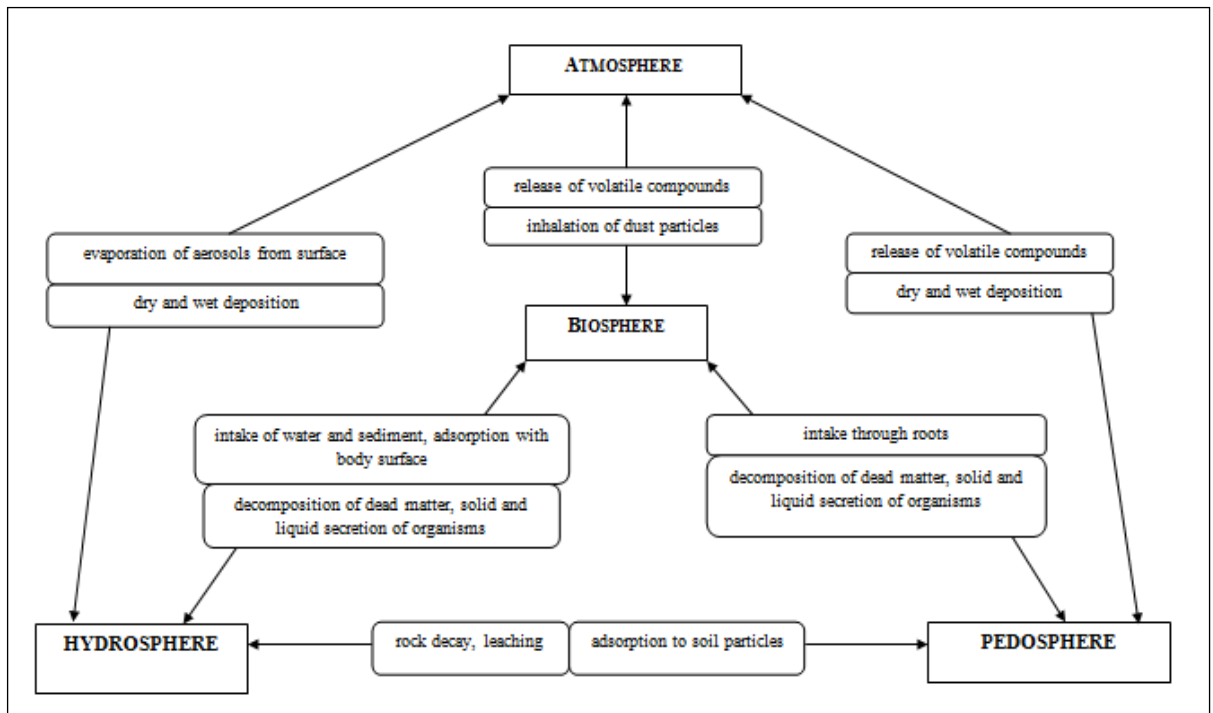 ATMOSPHERE
release of volatile compounds
inhalation of dust particles
evaporation of aerosols from surface
dry and wet deposition
release of volatile compounds
dry and wet deposition
BIOSPHERE
intake of water and sediment, adsorption with
body surface
decomposition of dead matter, solid and
liquid secretion of organisms
intake through roots
decomposition of dead matter, solid and
liquid secretion of organisms
HYDROSPHERE
rock decay, leaching
adsorption to soil particles
PEDOSPHERE